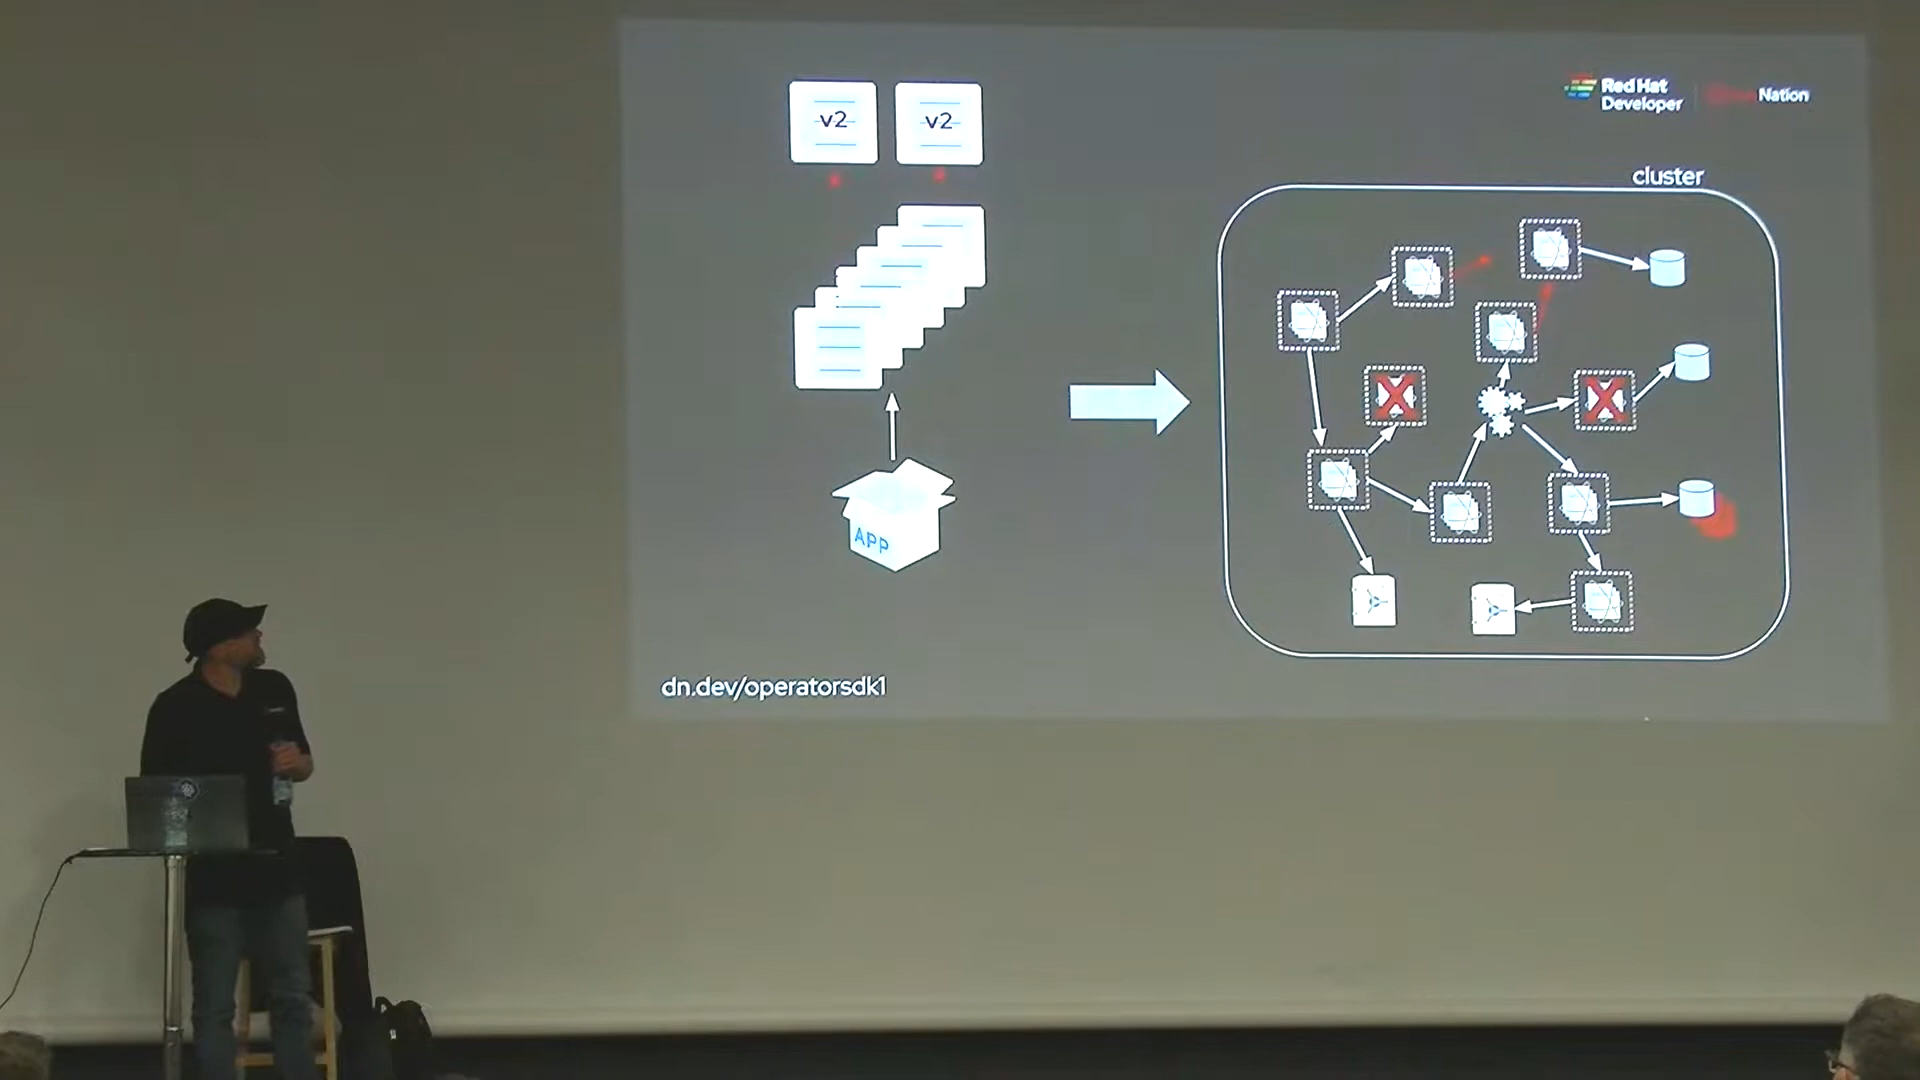 v2
v2
Red Hat
Developer
Nation
cluster
APP
dn.dev/operatorsdk1